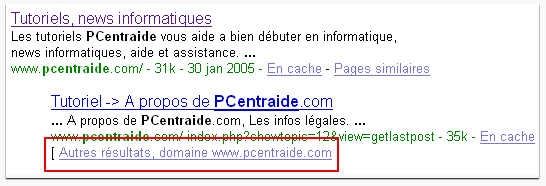 Tutoriels, news informatiques
Les tutoriels PCentraide vous aide a bien débuter en informatique,
news informatiques, aide et assistance. ...
www.pcentraide.com/ - 31k - 30 jan 2005 - En cache - Pages similaires
Tutoriel -> A propos de PCentraide.com
... A propos de PCentraide.com, Les infos légales. ...
www.pcentraide.com/ index.php?showtopic=12&view=getlastpost - 35k - En cache
[ Autres résultats, domaine www.pcentraide.com